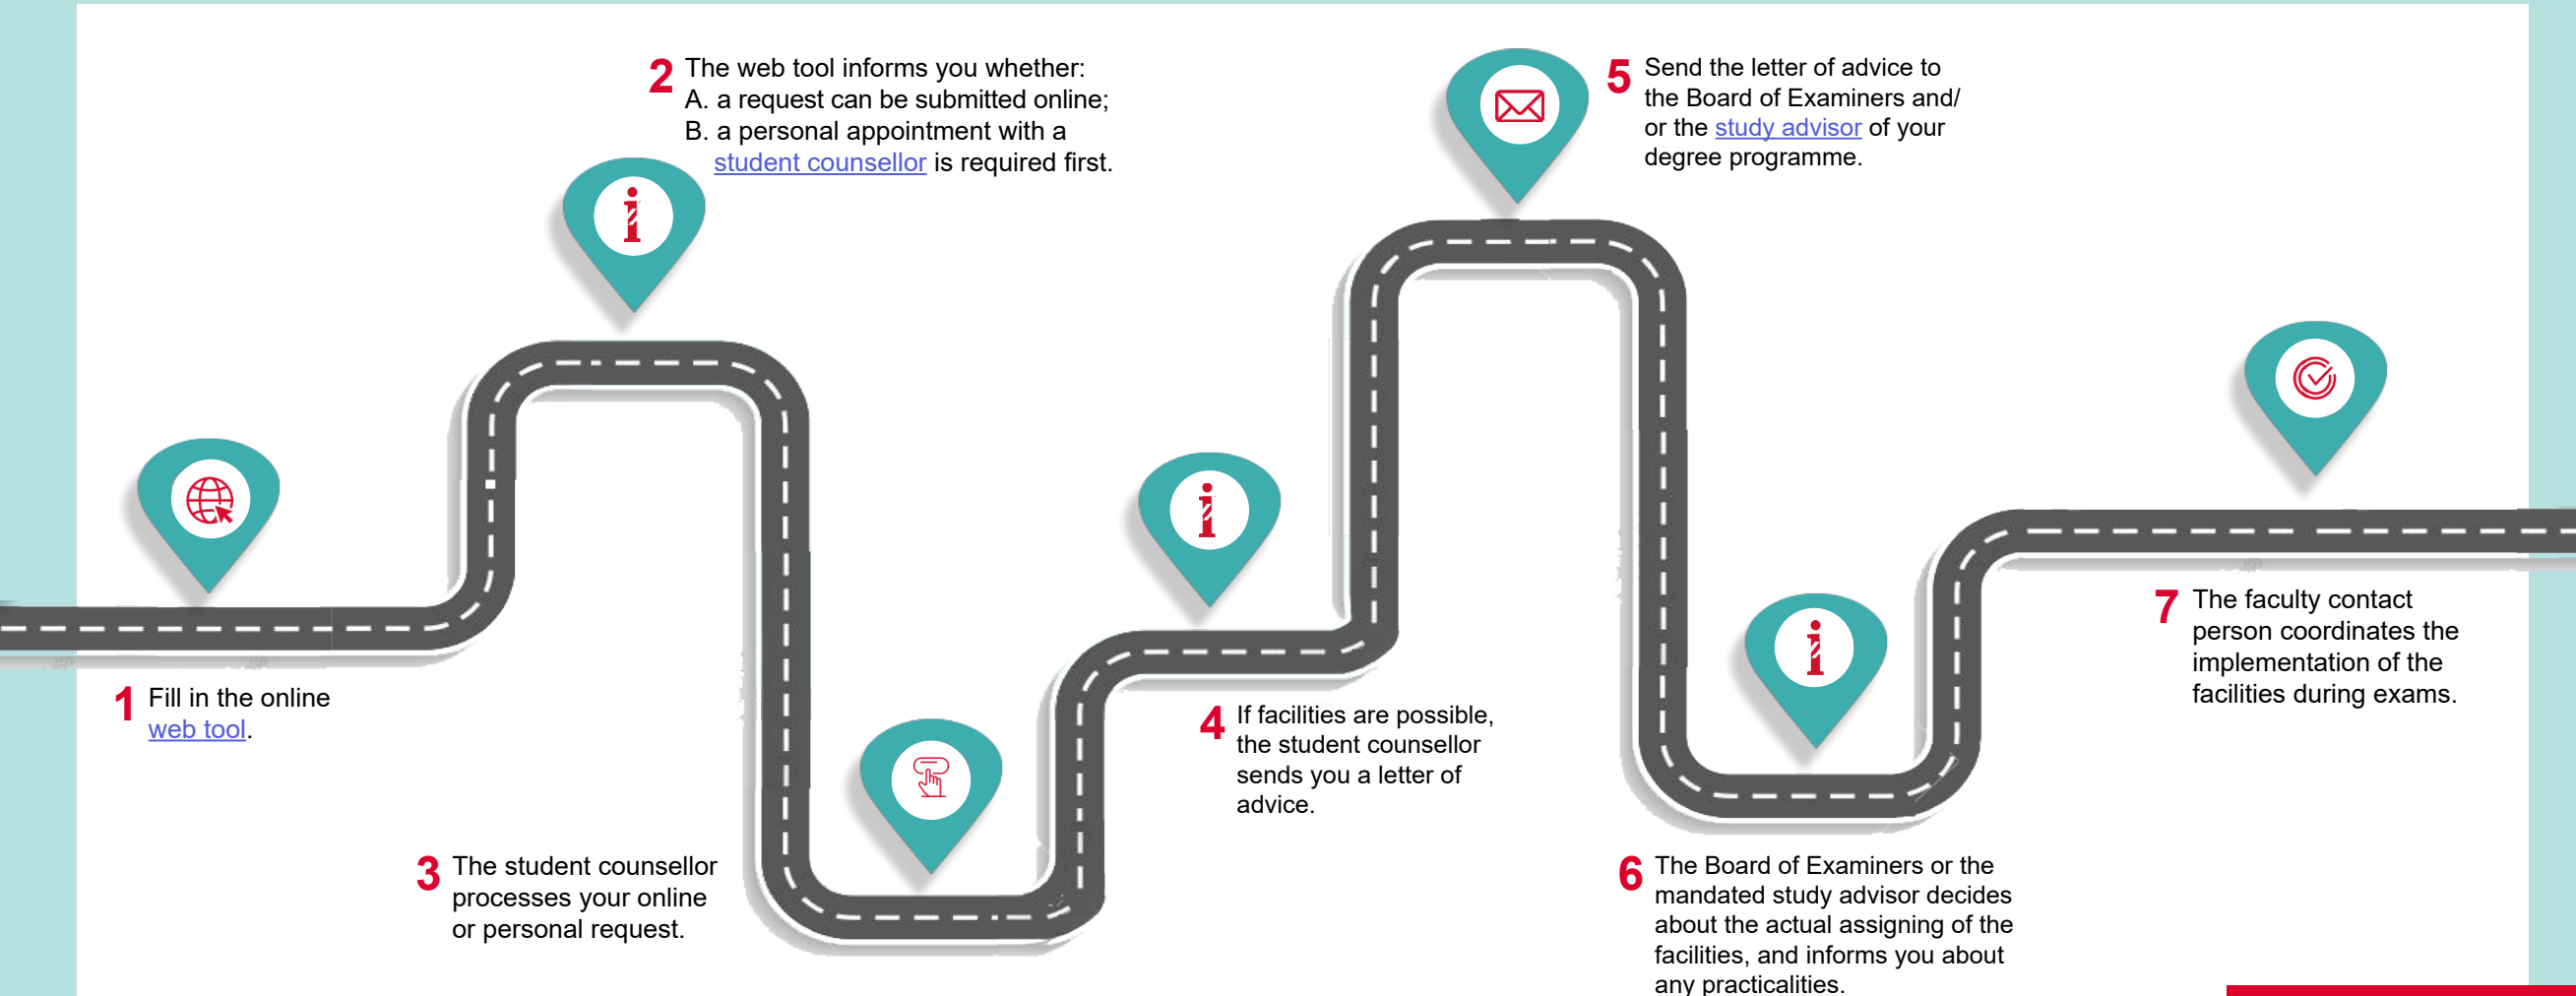 1 Fill in the online
web tool.
2 The web tool informs you whether:
A. a request can be submitted online;
B. a personal appointment with a
student counsellor is required first.
3 The student counsellor
processes your online
or personal request.
4 If facilities are possible,
the student counsellor
sends you a letter of
advice.
5 Send the letter of advice to
the Board of Examiners and/
or the study advisor of your
degree programme.
6 The Board of Examiners or the
mandated study advisor decides
about the actual assigning of the
facilities, and informs you about
any practicalities.
7 The faculty contact
person coordinates the
implementation of the
facilities during exams.